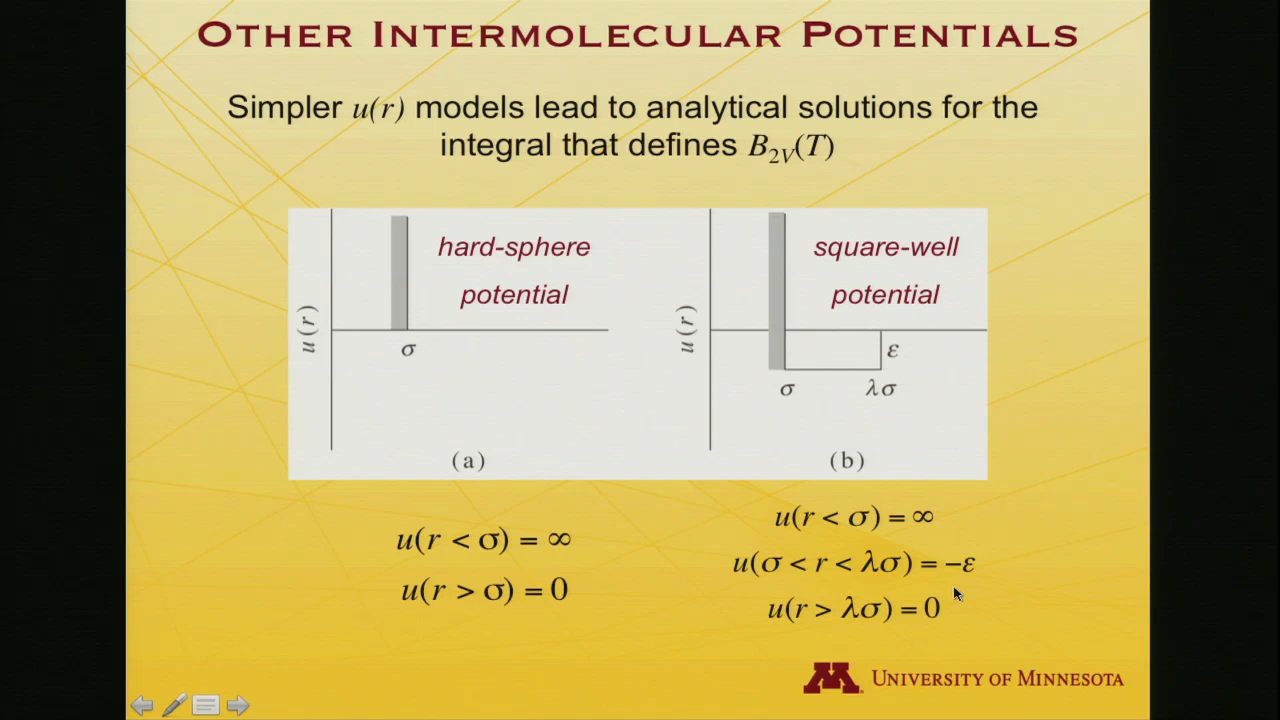 OTHER INTERMOLECULAR POTENTIALS
Simpler u(r) models lead to analytical solutions for the
integral that defines B₂V(T)
hard-sphere
potential
u(r)
σ
(a)
square-well
potential
u(r)
ε
σ
λσ
(b)
u(r < σ) = ∞
u(r > σ) = 0
u(r < σ) = ∞
u(σ < r < λσ) = −ε
u(r > λσ) = 0
M
UNIVERSITY OF MINNESOTA